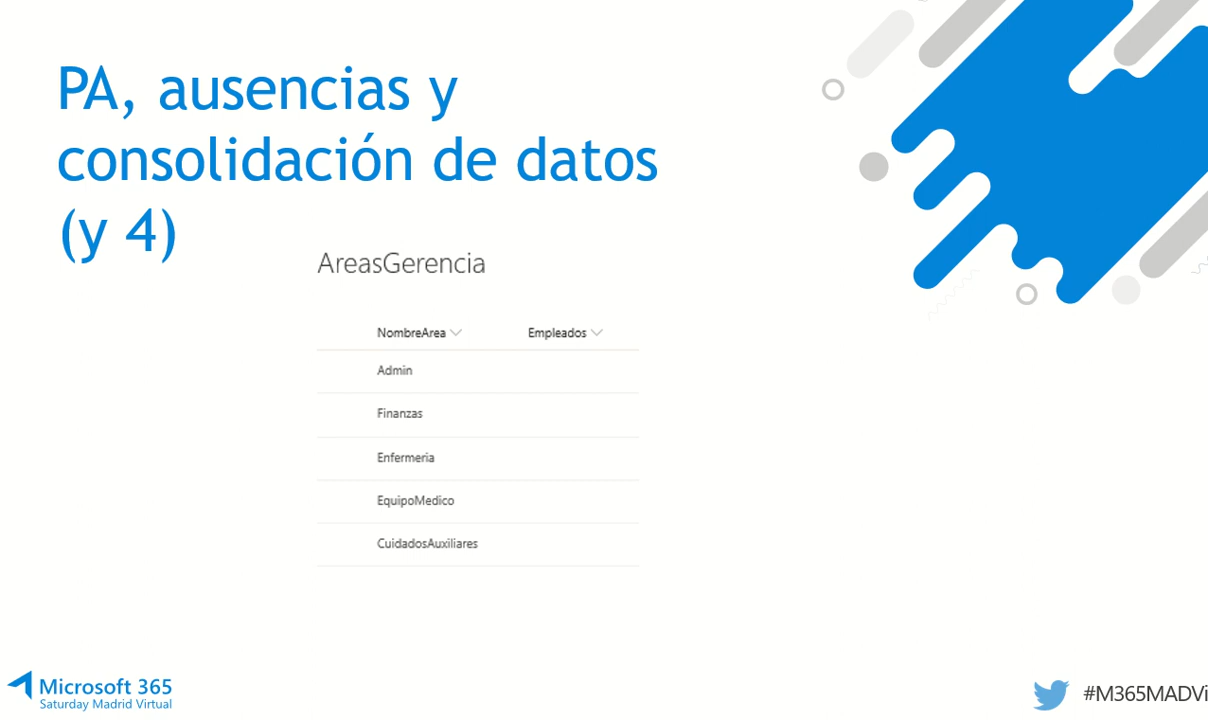 PA, ausencias y
consolidación de datos
(y 4)
AreasGerencia
NombreArea Empleados
Admin
Finanzas
Enfermeria
EquipoMedico
CuidadosAuxiliares
Microsoft 365
Saturday Madrid Virtual
#M365MADVi